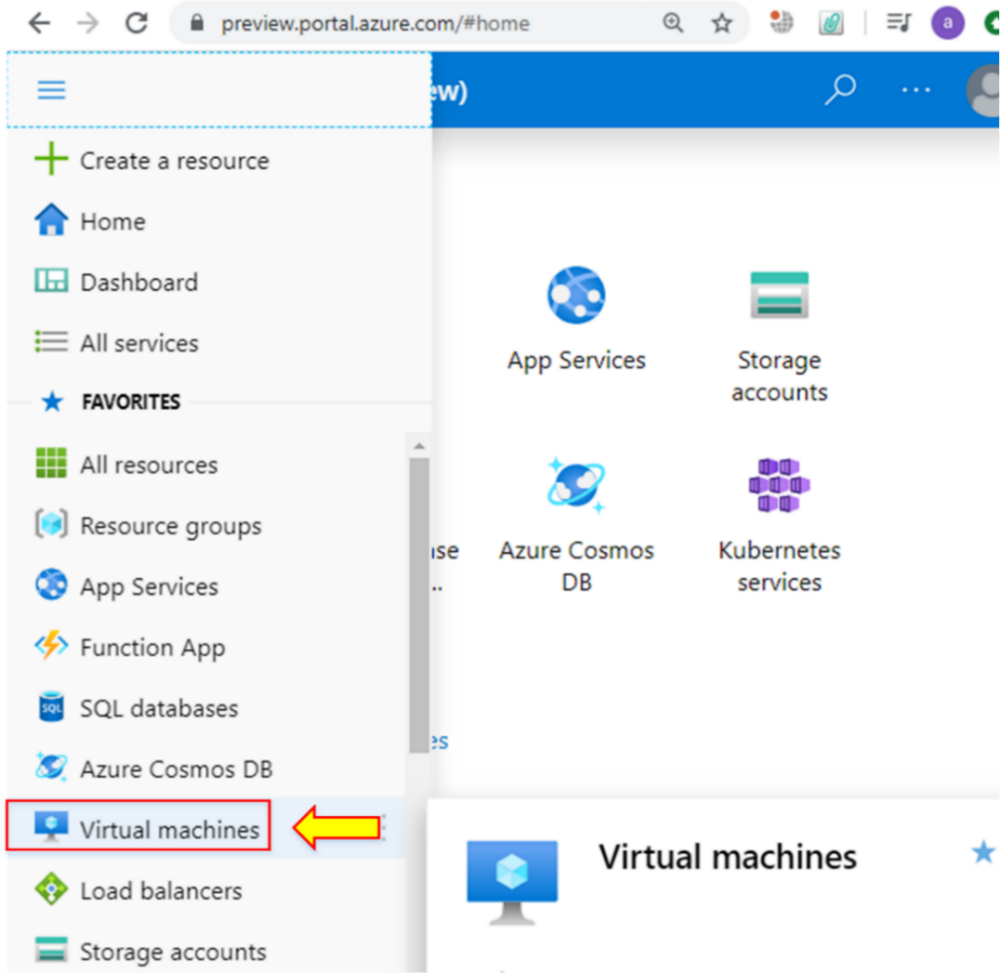 preview.portal.azure.com/#home
a
ew)
Create a resource
Home
Dashboard
All services
FAVORITES
All resources
Resource groups
App Services
Function App
SQL
SQL databases
Azure Cosmos DB
Virtual machines
Load balancers
Storage accounts
App Services
Storage
accounts
Azure Cosmos
DB
Kubernetes
services
Virtual machines